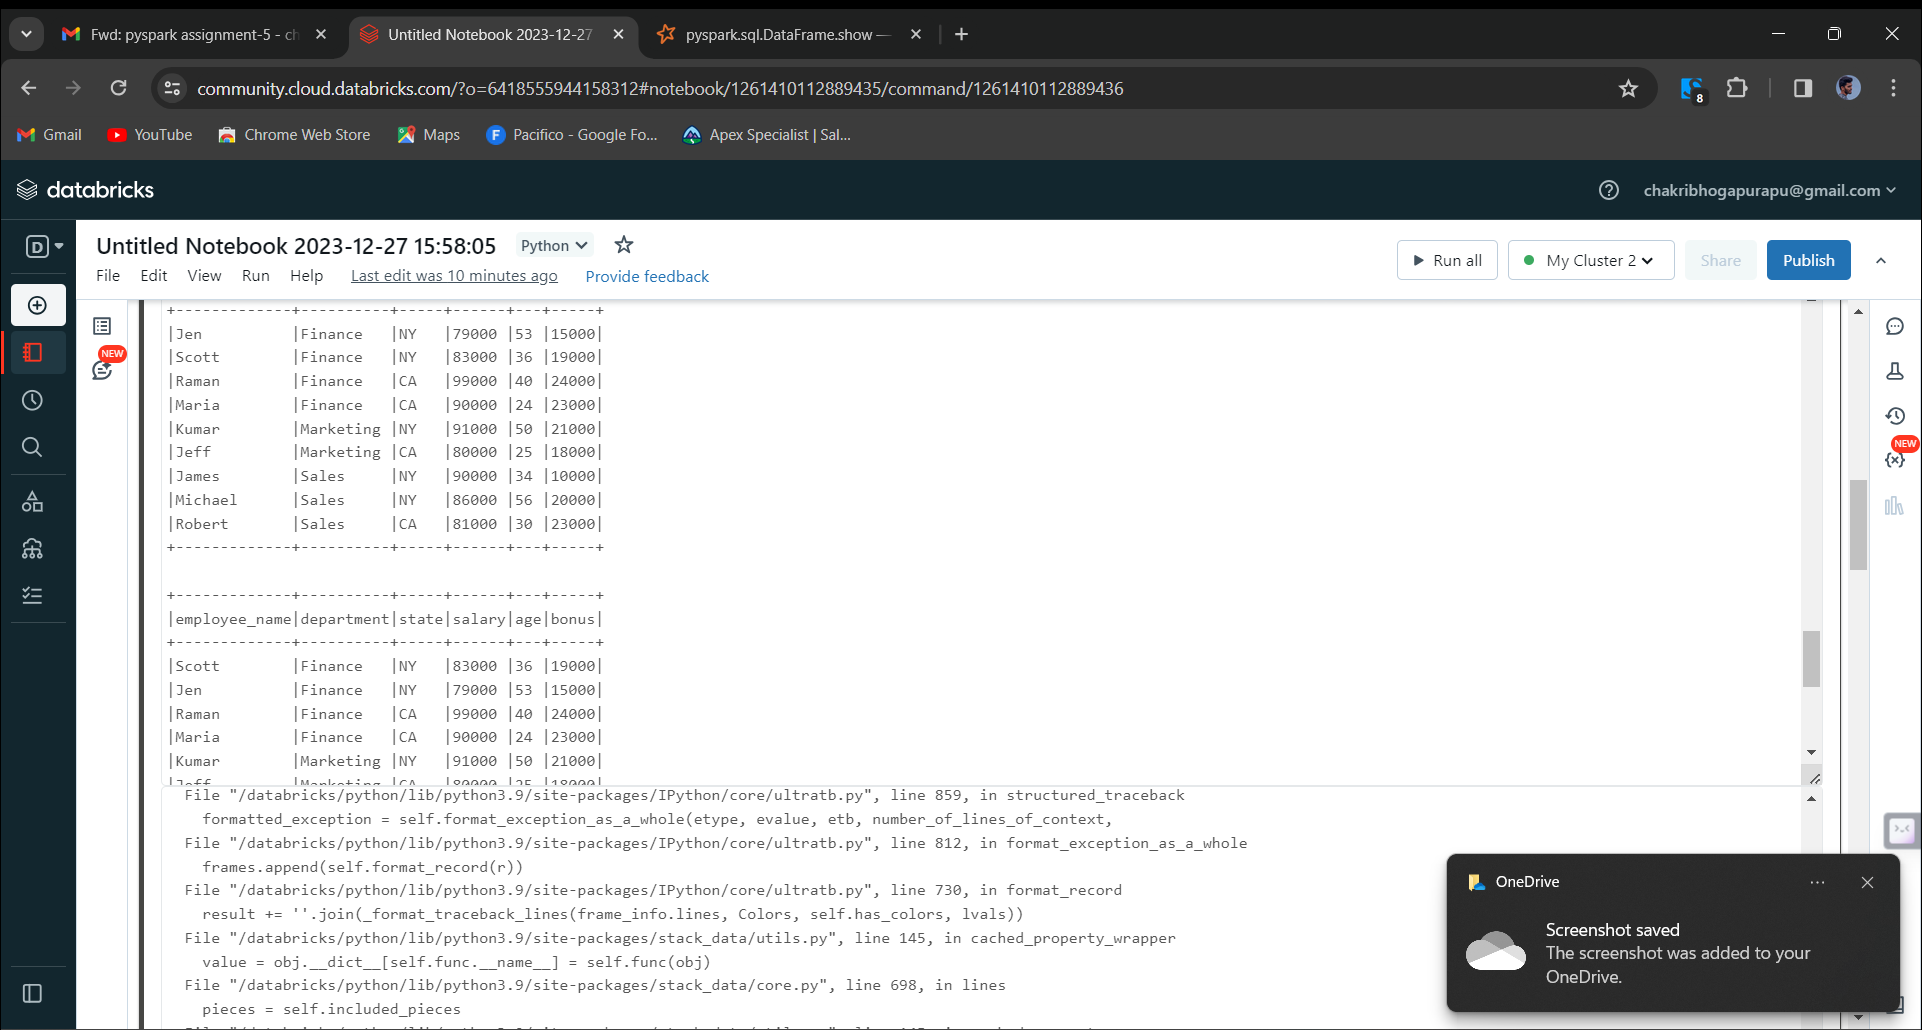 Fwd: pyspark assignment-5 - ch
Untitled Notebook 2023-12-27
pyspark.sql.DataFrame.show —
community.cloud.databricks.com/?o=6418555944158312#notebook/1261410112889435/command/1261410112889436
8
Gmail
YouTube
Chrome Web Store
Maps
Pacifico - Google Fo...
Apex Specialist | Sal...
databricks
chakribhogapurapu@gmail.com
D
Untitled Notebook 2023-12-27 15:58:05
Python
File Edit View Run Help
Last edit was 10 minutes ago
Provide feedback
Run all
My Cluster 2
Share
Publish
NEW
NEW
+-------------+----------+-----+------+---+-----+
|Jen          |Finance   |NY   |79000 |53 |15000|
|Scott        |Finance   |NY   |83000 |36 |19000|
|Raman        |Finance   |CA   |99000 |40 |24000|
|Maria        |Finance   |CA   |90000 |24 |23000|
|Kumar        |Marketing |NY   |91000 |50 |21000|
|Jeff         |Marketing |CA   |80000 |25 |18000|
|James        |Sales     |NY   |90000 |34 |10000|
|Michael      |Sales     |NY   |86000 |56 |20000|
|Robert       |Sales     |CA   |81000 |30 |23000|
+-------------+----------+-----+------+---+-----+
+-------------+----------+-----+------+---+-----+
|employee_name|department|state|salary|age|bonus|
+-------------+----------+-----+------+---+-----+
|Scott        |Finance   |NY   |83000 |36 |19000|
|Jen          |Finance   |NY   |79000 |53 |15000|
|Raman        |Finance   |CA   |99000 |40 |24000|
|Maria        |Finance   |CA   |90000 |24 |23000|
|Kumar        |Marketing |NY   |91000 |50 |21000|
|Jeff         |Marketing |CA   |80000 |25 |18000|
File "/databricks/python/lib/python3.9/site-packages/IPython/core/ultratb.py", line 859, in structured_traceback
formatted_exception = self.format_exception_as_a_whole(etype, evalue, etb, number_of_lines_of_context,
File "/databricks/python/lib/python3.9/site-packages/IPython/core/ultratb.py", line 812, in format_exception_as_a_whole
frames.append(self.format_record(r))
File "/databricks/python/lib/python3.9/site-packages/IPython/core/ultratb.py", line 730, in format_record
result += ''.join(_format_traceback_lines(frame_info.lines, Colors, self.has_colors, lvals))
File "/databricks/python/lib/python3.9/site-packages/stack_data/utils.py", line 145, in cached_property_wrapper
value = obj.__dict__[self.func.__name__] = self.func(obj)
File "/databricks/python/lib/python3.9/site-packages/stack_data/core.py", line 698, in lines
pieces = self.included_pieces
OneDrive
Screenshot saved
The screenshot was added to your
OneDrive.